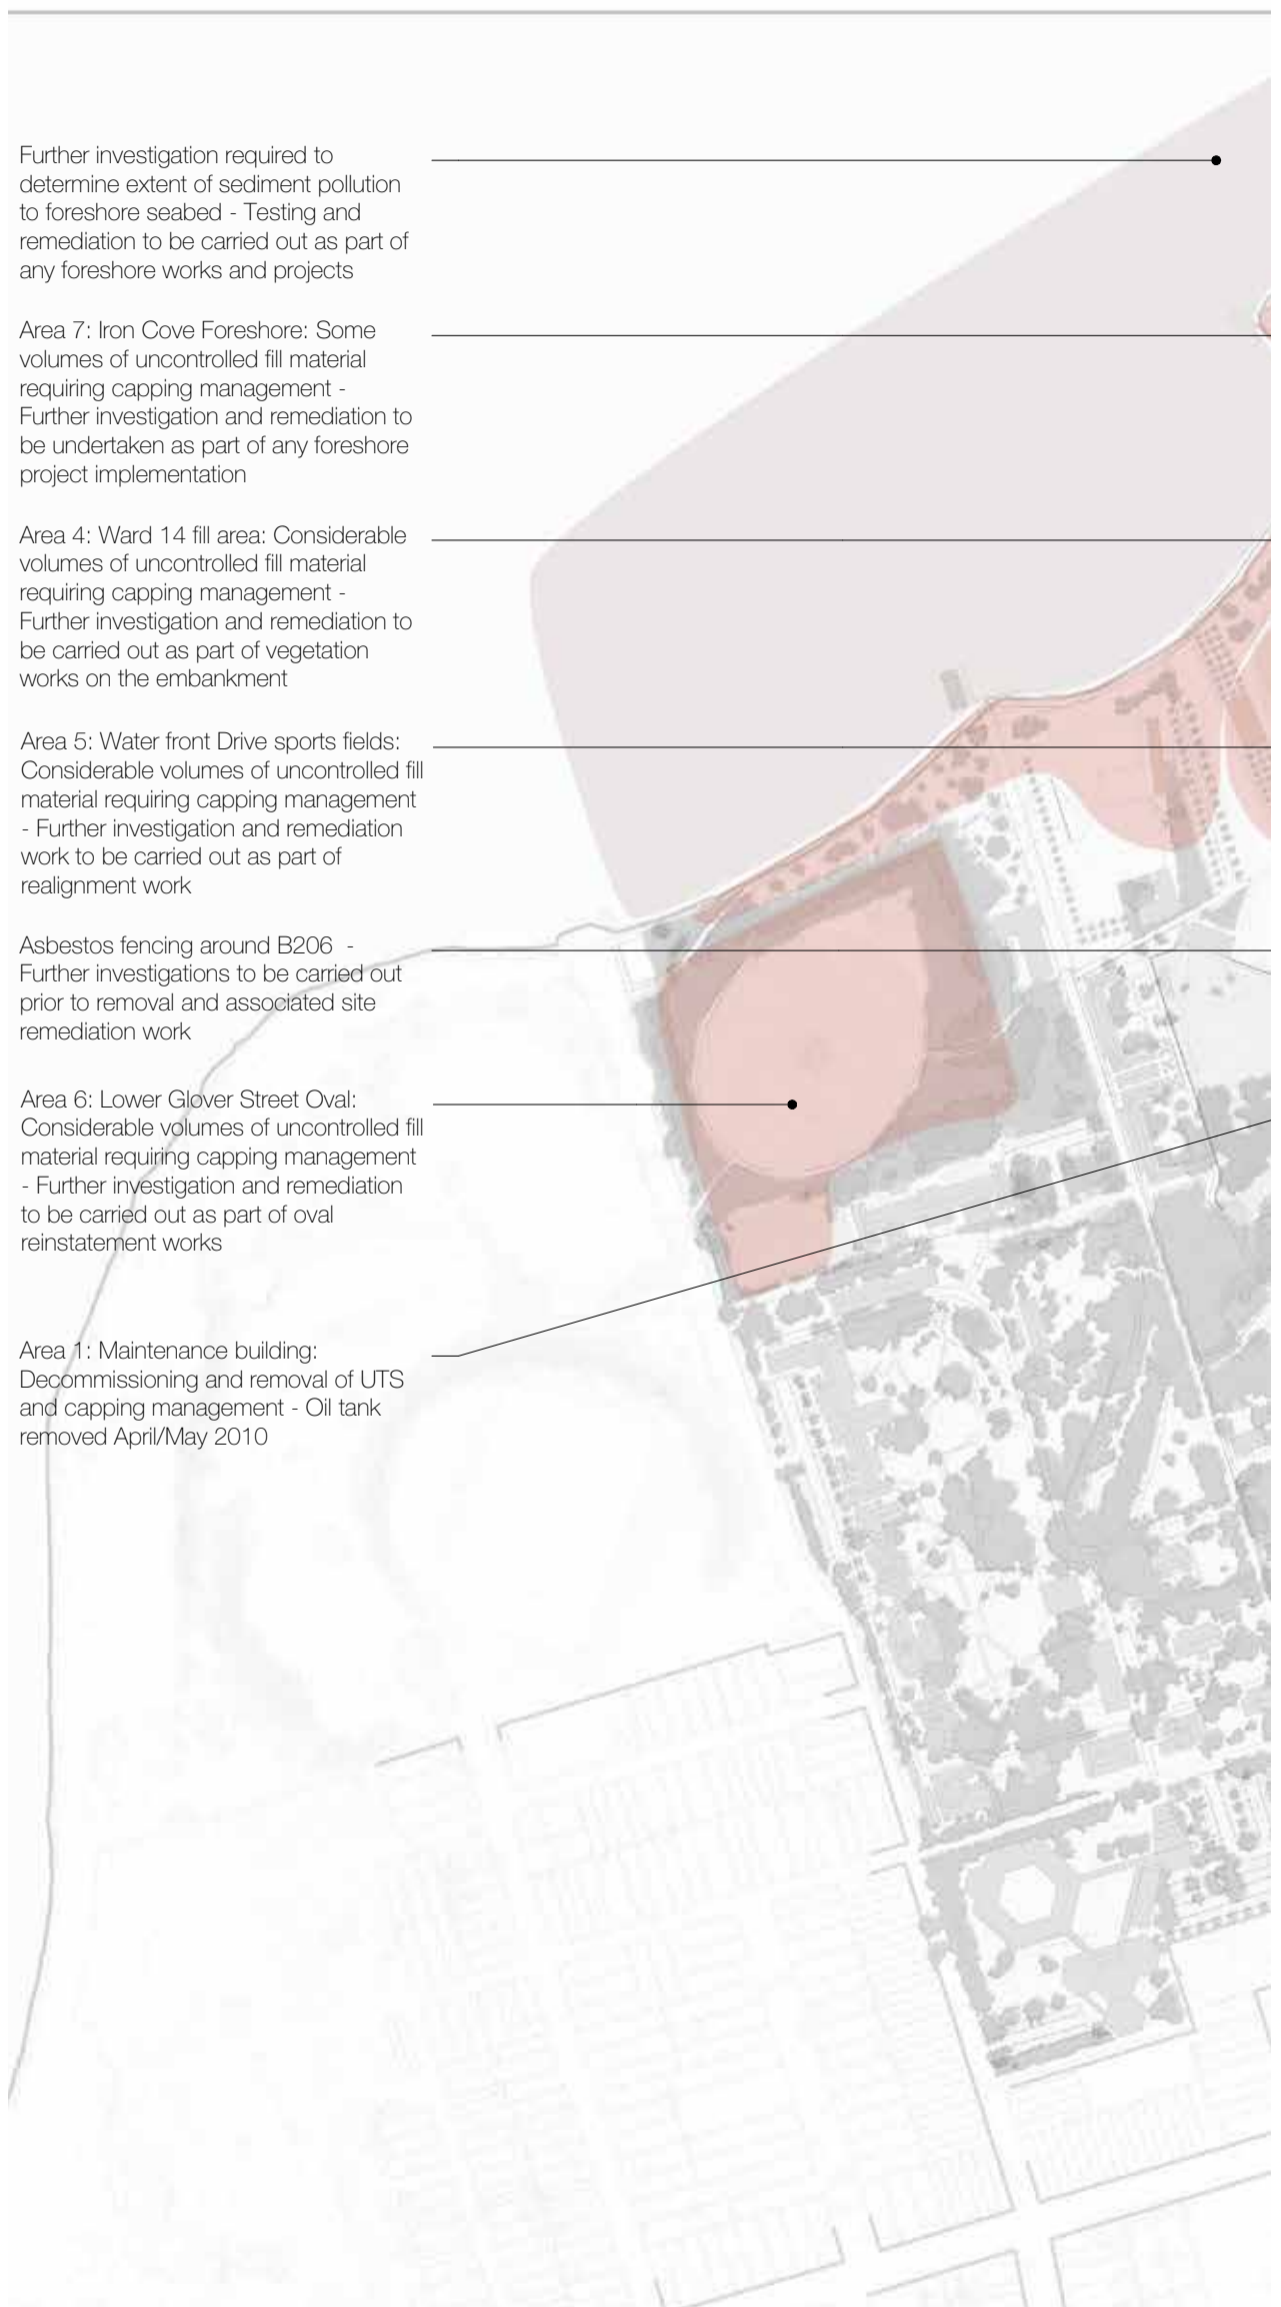 Further investigation required to
determine extent of sediment pollution
to foreshore seabed - Testing and
remediation to be carried out as part of
any foreshore works and projects
Area 7: Iron Cove Foreshore: Some
volumes of uncontrolled fill material
requiring capping management -
Further investigation and remediation to
be undertaken as part of any foreshore
project implementation
Area 4: Ward 14 fill area: Considerable
volumes of uncontrolled fill material
requiring capping management -
Further investigation and remediation to
be carried out as part of vegetation
works on the embankment
Area 5: Water front Drive sports fields:
Considerable volumes of uncontrolled fill
material requiring capping management
- Further investigation and remediation
work to be carried out as part of
realignment work
Asbestos fencing around B206 -
Further investigations to be carried out
prior to removal and associated site
remediation work
Area 6: Lower Glover Street Oval:
Considerable volumes of uncontrolled fill
material requiring capping management
- Further investigation and remediation
to be carried out as part of oval
reinstatement works
Area 1: Maintenance building:
Decommissioning and removal of UTS
and capping management - Oil tank
removed April/May 2010